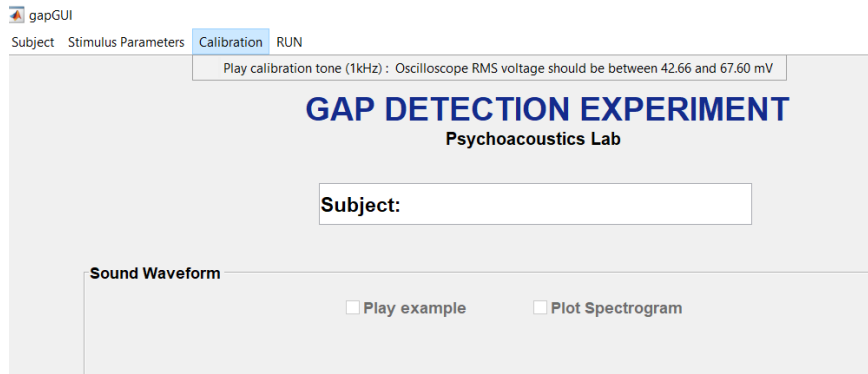 gapGUI
Subject Stimulus Parameters Calibration RUN
Play calibration tone (1kHz) : Oscilloscope RMS voltage should be between 42.66 and 67.60 mV
GAP DETECTION EXPERIMENT
Psychoacoustics Lab
Subject:
Sound Waveform
Play example Plot Spectrogram